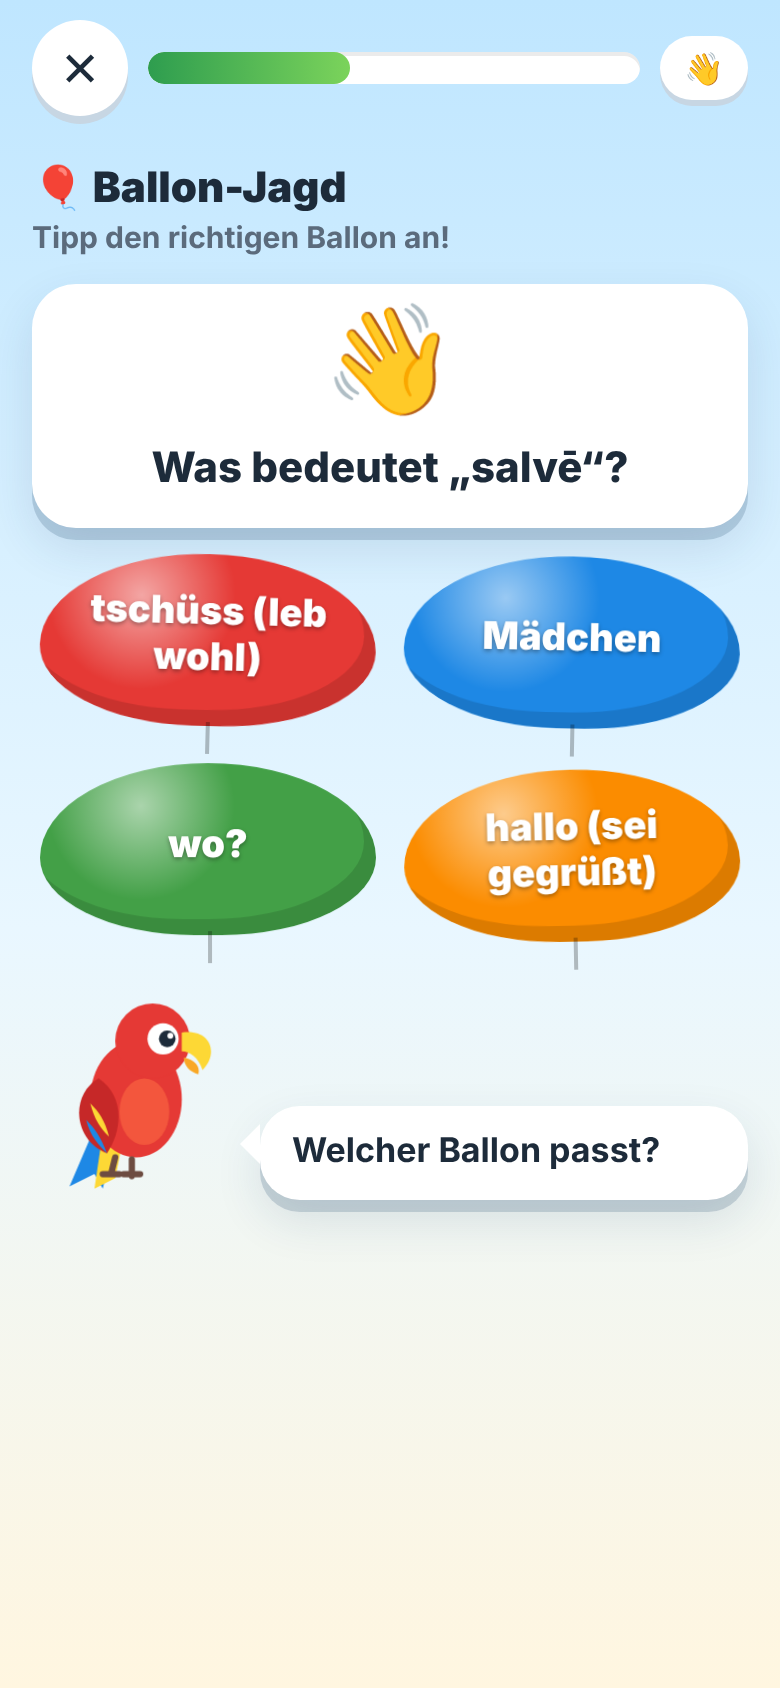 Ballon-Jagd
Tipp den richtigen Ballon an!
Was bedeutet „salvē“?
tschüss (leb
wohl)
Mädchen
wo?
hallo (sei
gegrüßt)
Welcher Ballon passt?